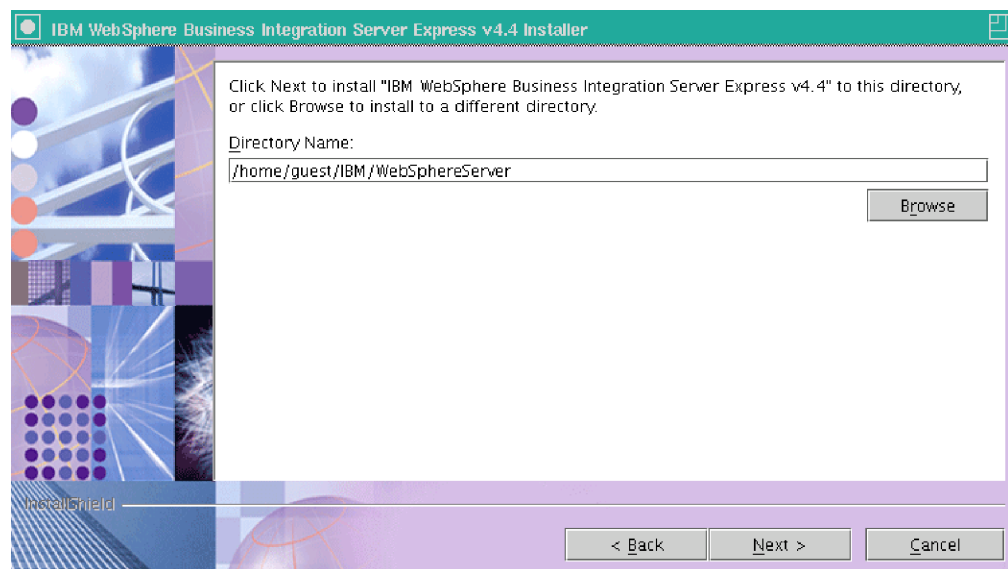 IBM WebSphere Business Integration Server Express v4.4 Installer
Click Next to install "IBM WebSphere Business Integration Server Express v4.4" to this directory,
or click Browse to install to a different directory.
Directory Name:
/home/guest/IBM/WebSphereServer
Browse
InstallShield
< Back
Next >
Cancel